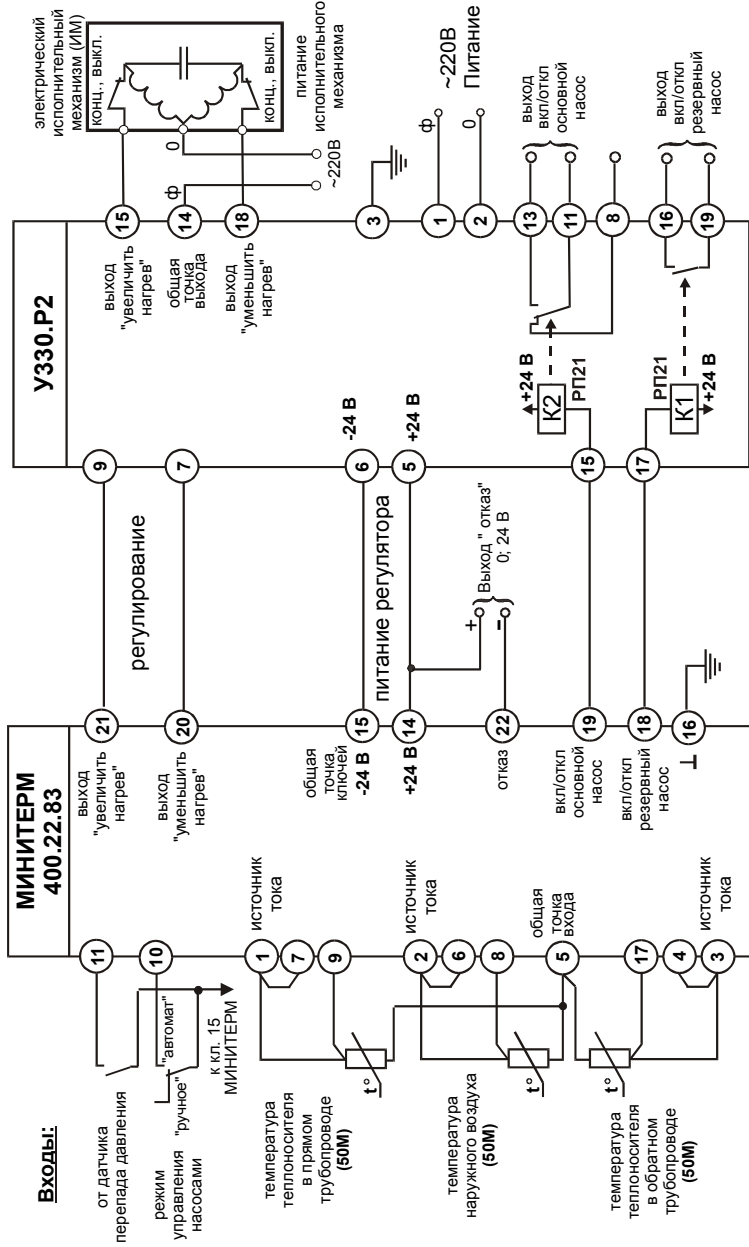 Входы:
от датчика
перепада давления
режим
управления
насосами
"ручное"
"автомат"
к кл. 15
МИНИТЕРМ
температура
теплоносителя
в прямом
трубопроводе
(50М)
t°
температура
наружного воздуха
(50М)
t°
температура
теплоносителя
в обратном
трубопроводе
(50М)
t°
МИНИТЕРМ
400.22.83
11
10
1
7
9
2
6
8
5
17
4
3
источник
тока
источник
тока
общая
точка
входа
источник
тока
21
выход
"увеличить
нагрев"
20
выход
"уменьшить
нагрев"
15
общая
точка
ключей
-24 В
14
+24 В
22
отказ
19
вкл/откл
основной
насос
18
вкл/откл
резервный
насос
16
⊥
регулирование
питание регулятора
+
–
Выход " отказ"
0; 24 В
У330.Р2
9
7
6
-24 В
5
+24 В
15
17
+24 В
К2
РП21
РП21
К1
+24 В
15
выход
"увеличить
нагрев"
14
общая
точка
выхода
18
выход
"уменьшить
нагрев"
3
1
2
13
11
8
16
19
электрический
исполнительный
механизм (ИМ)
конц., выкл.
конц., выкл.
0
ф
~220В
питание
исполнительного
механизма
ф
0
~220В
Питание
выход
вкл/откл
основной
насос
выход
вкл/откл
резервный
насос